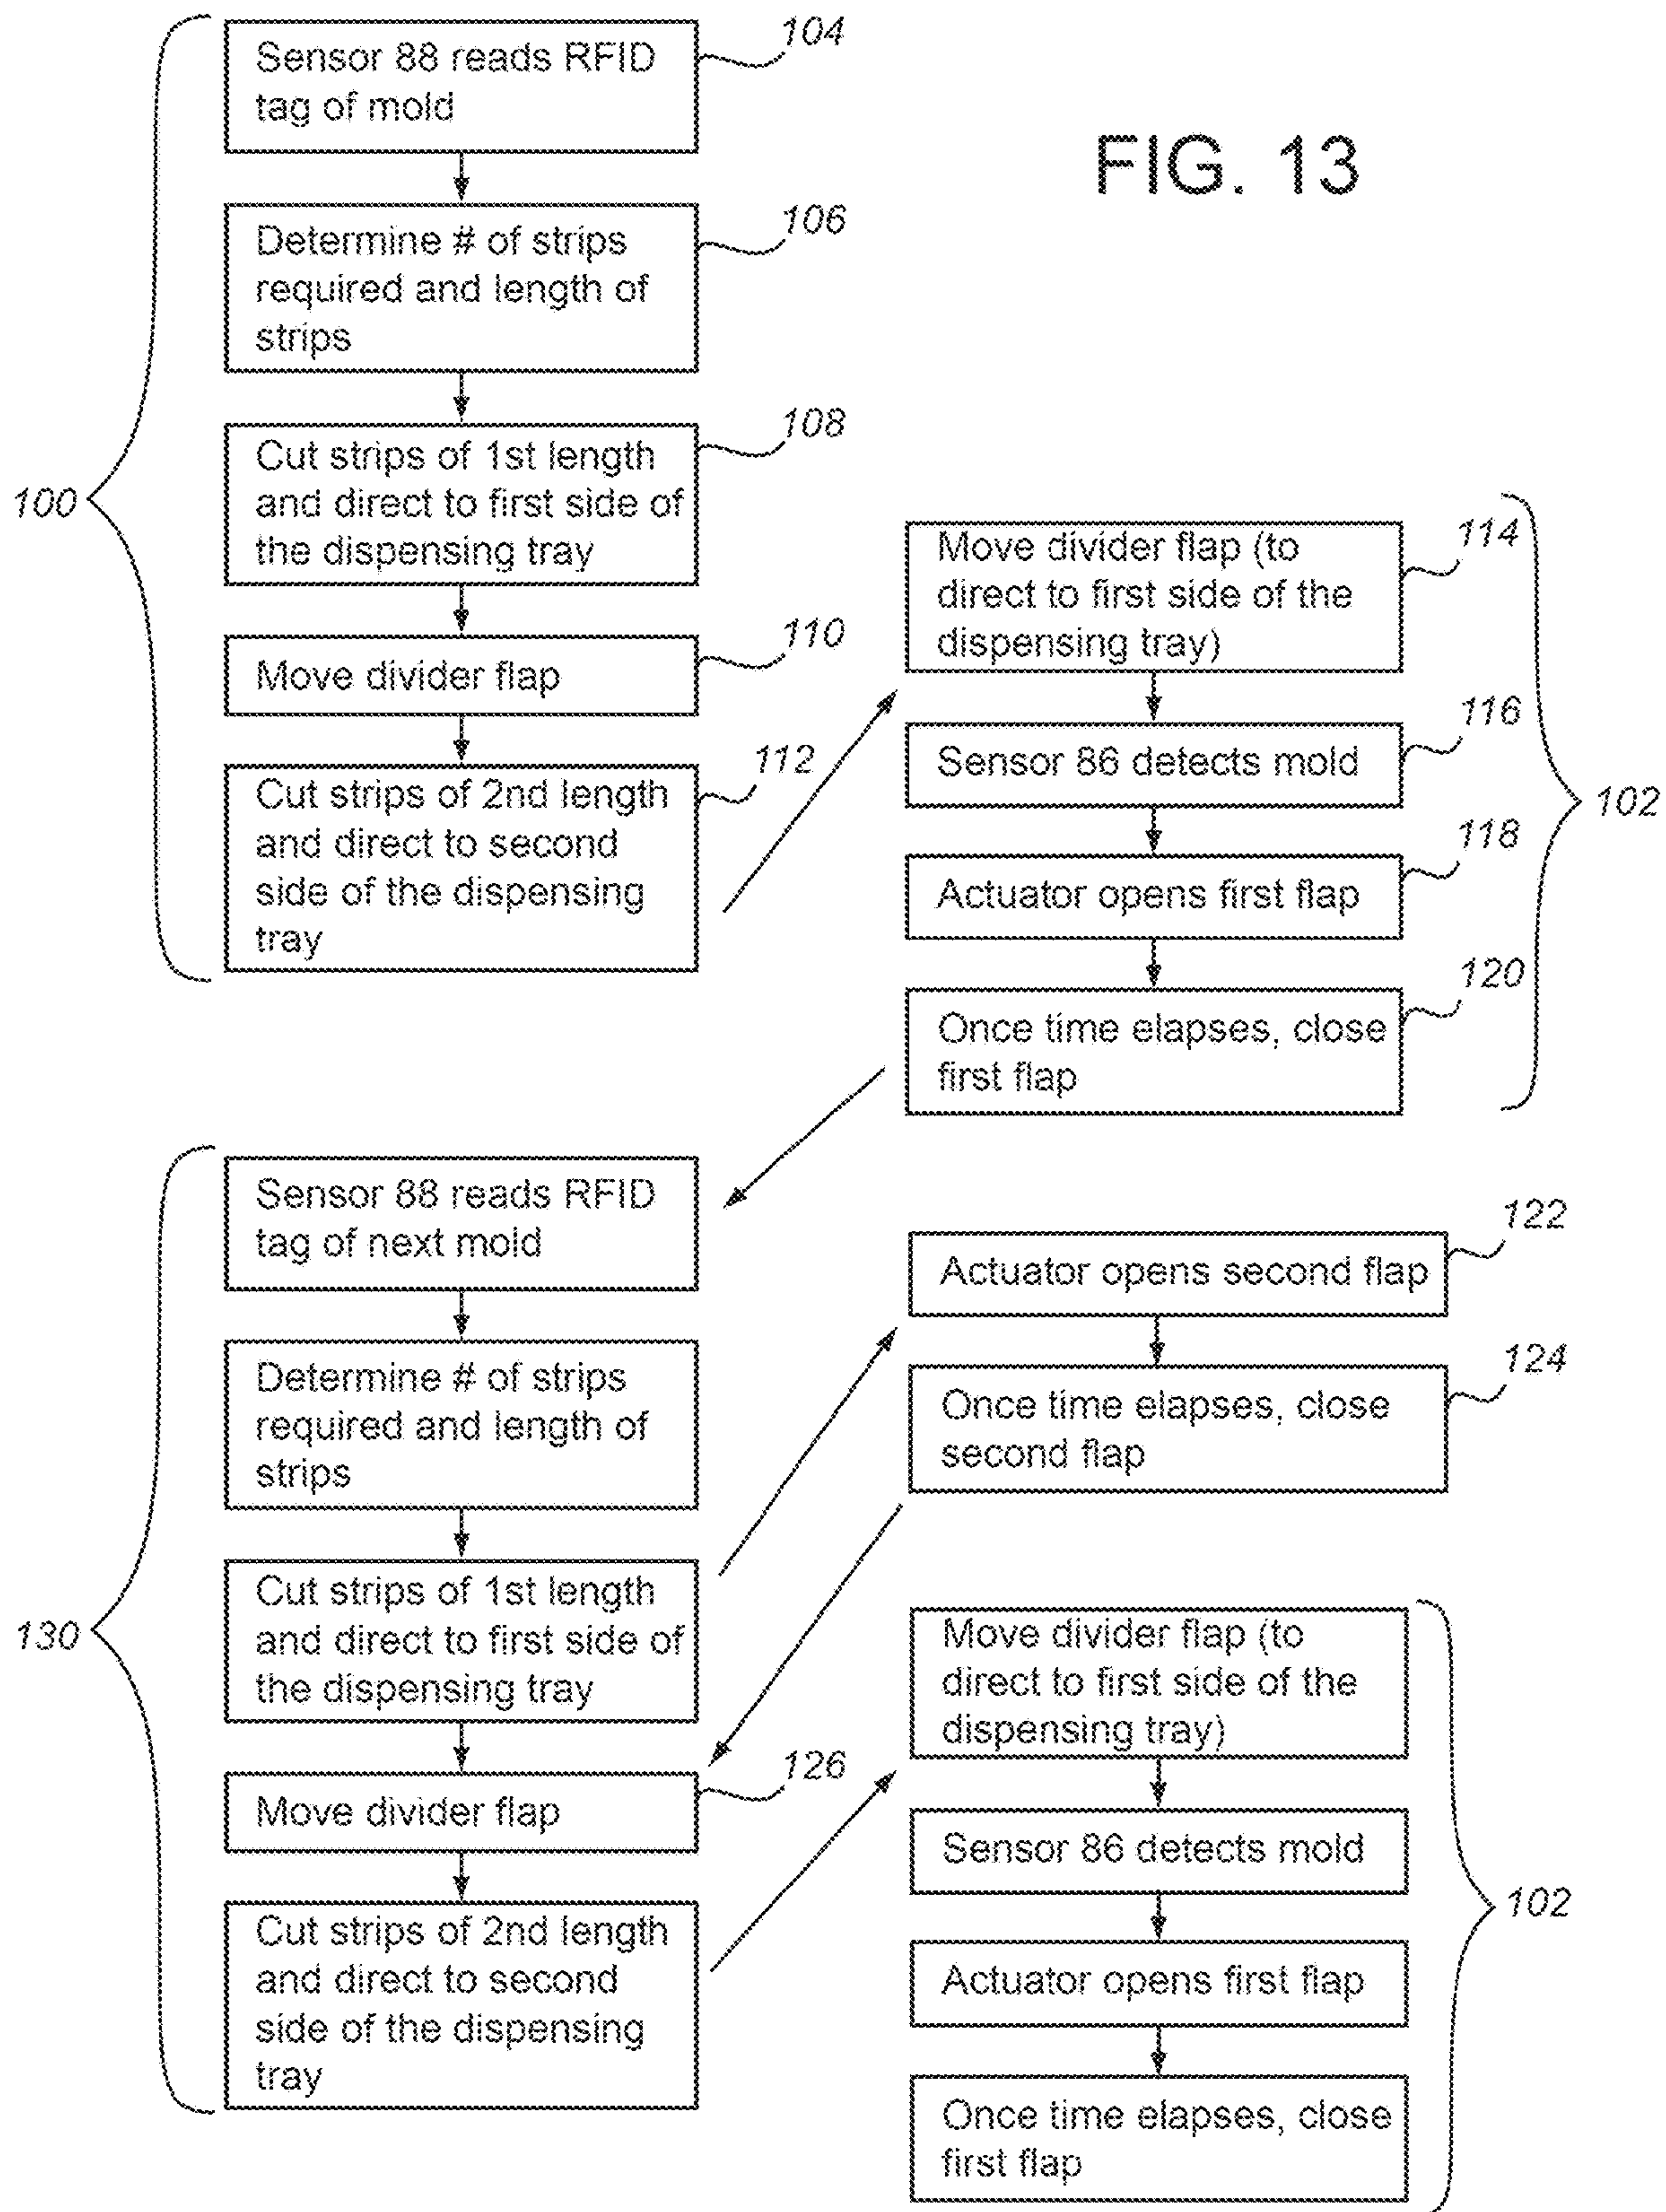 FIG. 13
100
Sensor 88 reads RFID
tag of mold
104
Determine # of strips
required and length of
strips
106
Cut strips of 1st length
and direct to first side of
the dispensing tray
108
Move divider flap
110
Cut strips of 2nd length
and direct to second
side of the dispensing
tray
112
Move divider flap (to
direct to first side of the
dispensing tray)
114
Sensor 86 detects mold
116
Actuator opens first flap
118
Once time elapses, close
first flap
120
102
130
Sensor 88 reads RFID
tag of next mold
Determine # of strips
required and length of
strips
Cut strips of 1st length
and direct to first side of
the dispensing tray
Actuator opens second flap
122
Once time elapses, close
second flap
124
Move divider flap
126
Cut strips of 2nd length
and direct to second
side of the dispensing
tray
Move divider flap (to
direct to first side of the
dispensing tray)
Sensor 86 detects mold
Actuator opens first flap
Once time elapses, close
first flap
102